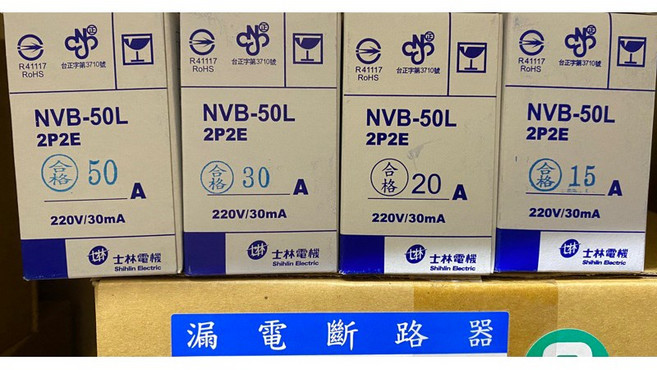 R41117
RoHS
台正字第3710號
NVB-50L
2P2E
合格 50 A
220V/30mA
士林電機
Shihlin Electric
R41117
RoHS
台正字第3710號
NVB-50L
2P2E
合格 30 A
220V/30mA
士林電機
Shihlin Electric
R41117
RoHS
台正字第3710號
NVB-50L
2P2E
合格 20 A
220V/30mA
士林電機
Shihlin Electric
R41117
RoHS
台正字第3710號
NVB-50L
2P2E
合格 15 A
220V/30mA
士林電機
Shihlin Electric
漏電斷路器